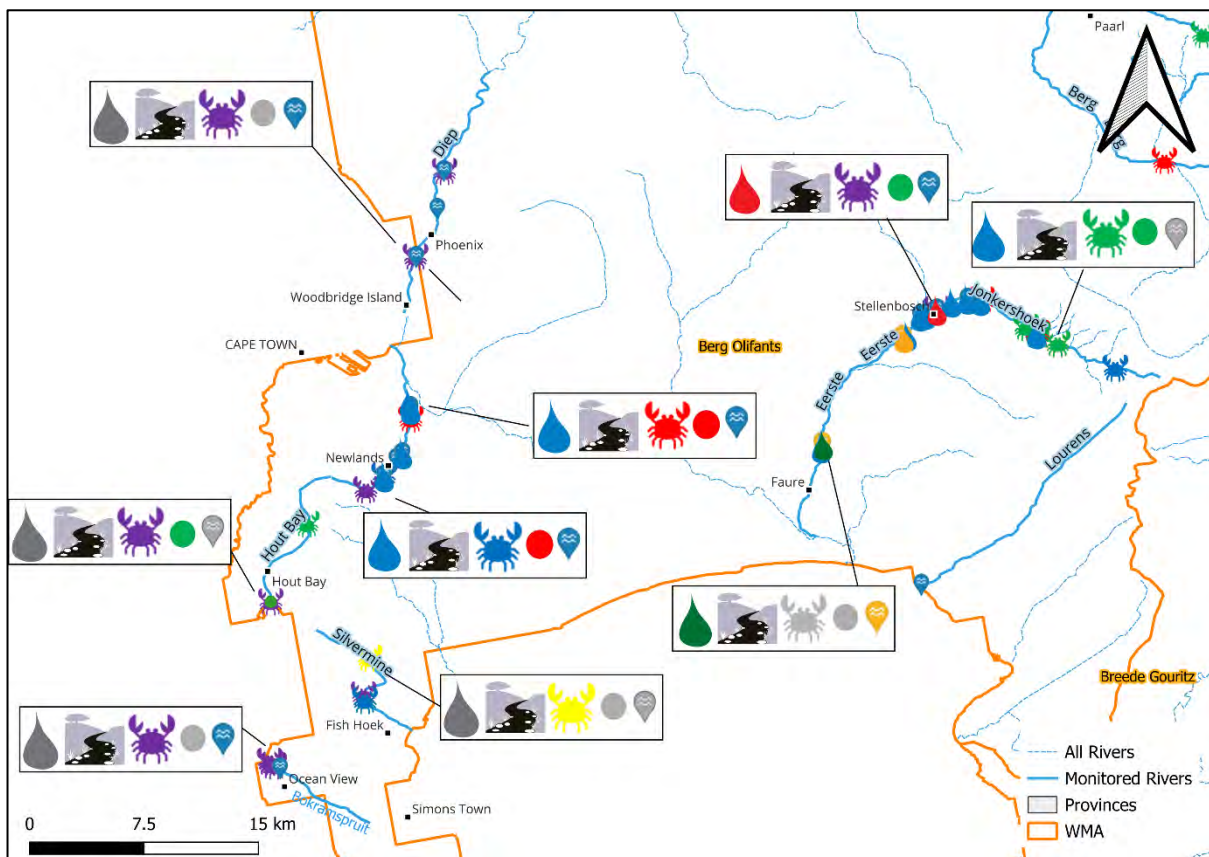 Paarl
Berg
Diep
Phoenix
Woodbridge Island
Stellenbosch
Jonkershoek
CAPE TOWN
Berg Olifants
Eerste
Eerste
Lourens
Newlands
Faure
Hout Bay
Hout Bay
Silvermine
Breede Gouritz
Fish Hoek
Ocean View
Bokramspruit
Simons Town
All Rivers
Monitored Rivers
Provinces
WMA
0 7.5 15 km